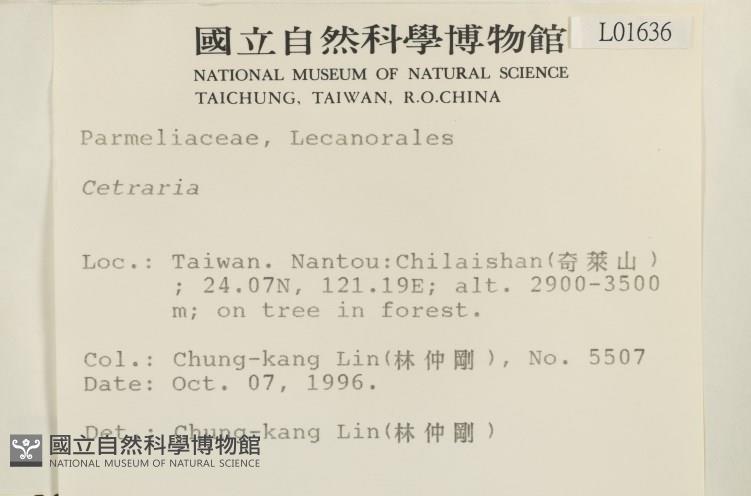 國立自然科學博物館
L01636
NATIONAL MUSEUM OF NATURAL SCIENCE
TAICHUNG, TAIWAN, R.O.CHINA
Parmeliaceae, Lecanorales
Cetraria
Loc.: Taiwan. Nantou:Chilaishan(奇萊山)
; 24.07N, 121.19E; alt. 2900-3500
m; on tree in forest.
Col.: Chung-kang Lin(林仲剛), No. 5507
Date: Oct. 07, 1996.
Det.: Chung-kang Lin(林仲剛)
國立自然科學博物館
NATIONAL MUSEUM OF NATURAL SCIENCE